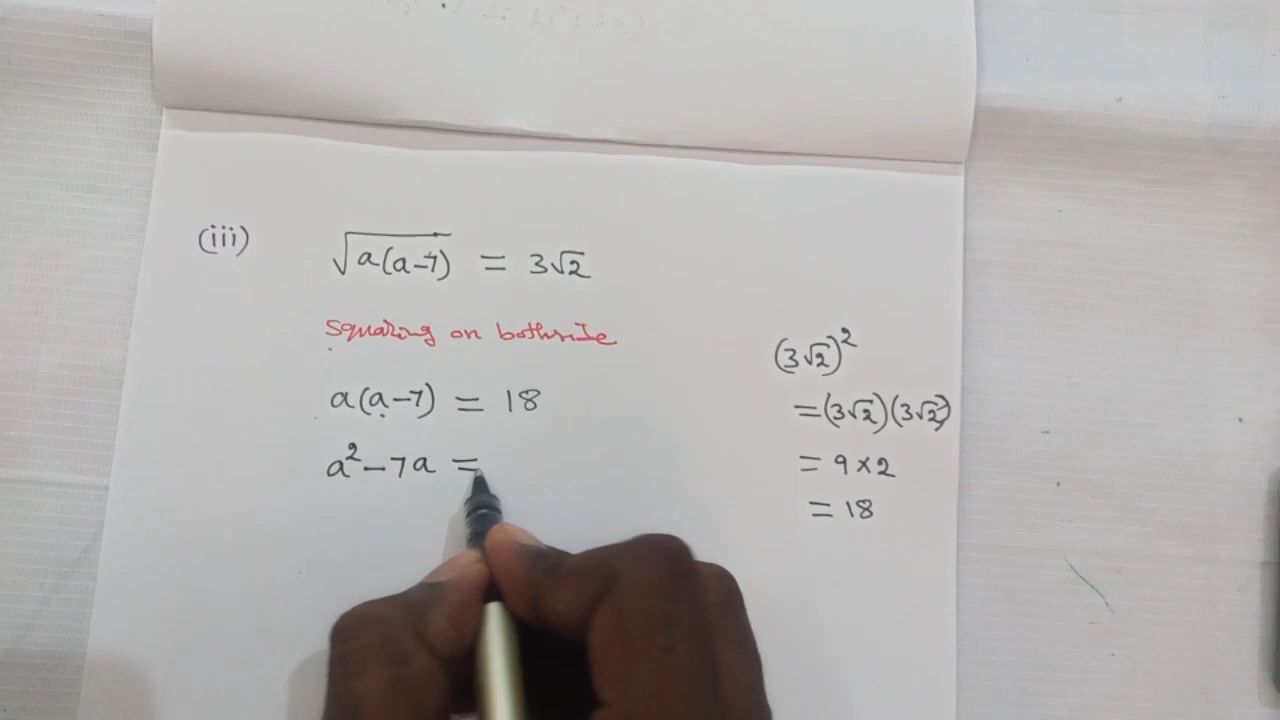 (iii) √a(a-7) = 3√2
Squaring on bothside
a(a-7) = 18
a² - 7a =
(3√2)²
= (3√2)(3√2)
= 9 × 2
= 18